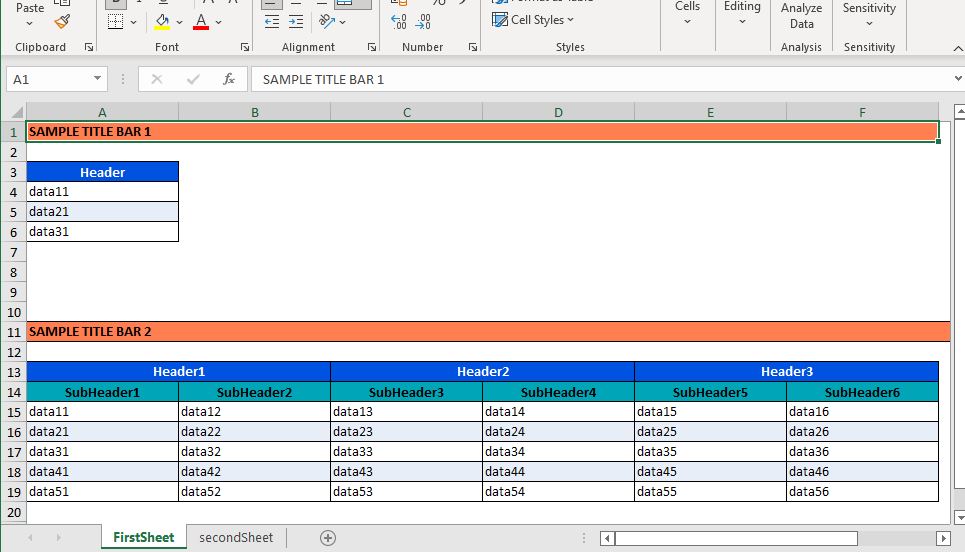 Paste
Cells
Editing
Analyze
Data
Sensitivity
Cell Styles
Clipboard
Font
Alignment
Number
Styles
Analysis
Sensitivity
A1
fx
SAMPLE TITLE BAR 1
A B C D E F
1 SAMPLE TITLE BAR 1
2
3 Header
4 data11
5 data21
6 data31
7
8
9
10
11 SAMPLE TITLE BAR 2
12
13 Header1 Header2 Header3
14 SubHeader1 SubHeader2 SubHeader3 SubHeader4 SubHeader5 SubHeader6
15 data11 data12 data13 data14 data15 data16
16 data21 data22 data23 data24 data25 data26
17 data31 data32 data33 data34 data35 data36
18 data41 data42 data43 data44 data45 data46
19 data51 data52 data53 data54 data55 data56
20
FirstSheet secondSheet